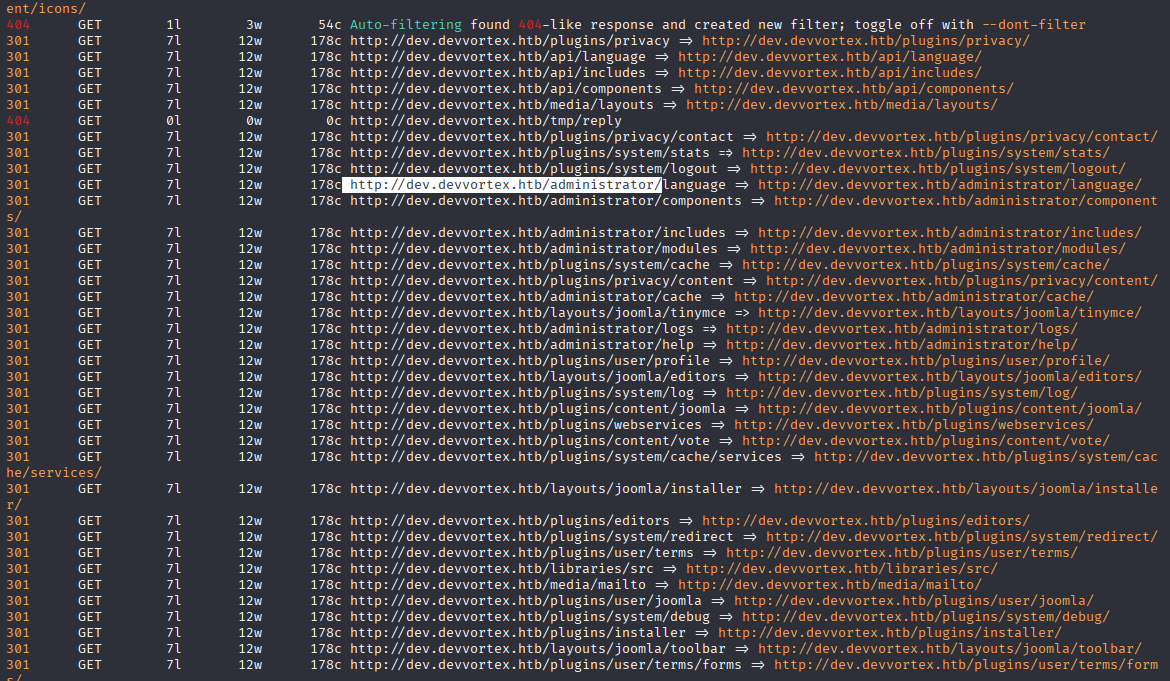 ent/icons/
404 GET 1l 3w 54c Auto-filtering found 404-like response and created new filter; toggle off with --dont-filter
301 GET 7l 12w 178c http://dev.devvortex.htb/plugins/privacy => http://dev.devvortex.htb/plugins/privacy/
301 GET 7l 12w 178c http://dev.devvortex.htb/api/language => http://dev.devvortex.htb/api/language/
301 GET 7l 12w 178c http://dev.devvortex.htb/api/includes => http://dev.devvortex.htb/api/includes/
301 GET 7l 12w 178c http://dev.devvortex.htb/api/components => http://dev.devvortex.htb/api/components/
301 GET 7l 12w 178c http://dev.devvortex.htb/media/layouts => http://dev.devvortex.htb/media/layouts/
404 GET 0l 0w 0c http://dev.devvortex.htb/tmp/reply
301 GET 7l 12w 178c http://dev.devvortex.htb/plugins/privacy/contact => http://dev.devvortex.htb/plugins/privacy/contact/
301 GET 7l 12w 178c http://dev.devvortex.htb/plugins/system/stats => http://dev.devvortex.htb/plugins/system/stats/
301 GET 7l 12w 178c http://dev.devvortex.htb/plugins/system/logout => http://dev.devvortex.htb/plugins/system/logout/
301 GET 7l 12w 178c http://dev.devvortex.htb/administrator/language => http://dev.devvortex.htb/administrator/language/
301 GET 7l 12w 178c http://dev.devvortex.htb/administrator/components => http://dev.devvortex.htb/administrator/component
s/
301 GET 7l 12w 178c http://dev.devvortex.htb/administrator/includes => http://dev.devvortex.htb/administrator/includes/
301 GET 7l 12w 178c http://dev.devvortex.htb/administrator/modules => http://dev.devvortex.htb/administrator/modules/
301 GET 7l 12w 178c http://dev.devvortex.htb/plugins/system/cache => http://dev.devvortex.htb/plugins/system/cache/
301 GET 7l 12w 178c http://dev.devvortex.htb/plugins/privacy/content => http://dev.devvortex.htb/plugins/privacy/content/
301 GET 7l 12w 178c http://dev.devvortex.htb/administrator/cache => http://dev.devvortex.htb/administrator/cache/
301 GET 7l 12w 178c http://dev.devvortex.htb/layouts/joomla/tinymce => http://dev.devvortex.htb/layouts/joomla/tinymce/
301 GET 7l 12w 178c http://dev.devvortex.htb/administrator/logs => http://dev.devvortex.htb/administrator/logs/
301 GET 7l 12w 178c http://dev.devvortex.htb/administrator/help => http://dev.devvortex.htb/administrator/help/
301 GET 7l 12w 178c http://dev.devvortex.htb/plugins/user/profile => http://dev.devvortex.htb/plugins/user/profile/
301 GET 7l 12w 178c http://dev.devvortex.htb/layouts/joomla/editors => http://dev.devvortex.htb/layouts/joomla/editors/
301 GET 7l 12w 178c http://dev.devvortex.htb/plugins/system/log => http://dev.devvortex.htb/plugins/system/log/
301 GET 7l 12w 178c http://dev.devvortex.htb/plugins/content/joomla => http://dev.devvortex.htb/plugins/content/joomla/
301 GET 7l 12w 178c http://dev.devvortex.htb/plugins/webservices => http://dev.devvortex.htb/plugins/webservices/
301 GET 7l 12w 178c http://dev.devvortex.htb/plugins/content/vote => http://dev.devvortex.htb/plugins/content/vote/
301 GET 7l 12w 178c http://dev.devvortex.htb/plugins/system/cache/services => http://dev.devvortex.htb/plugins/system/cac
he/services/
301 GET 7l 12w 178c http://dev.devvortex.htb/layouts/joomla/installer => http://dev.devvortex.htb/layouts/joomla/installe
r/
301 GET 7l 12w 178c http://dev.devvortex.htb/plugins/editors => http://dev.devvortex.htb/plugins/editors/
301 GET 7l 12w 178c http://dev.devvortex.htb/plugins/system/redirect => http://dev.devvortex.htb/plugins/system/redirect/
301 GET 7l 12w 178c http://dev.devvortex.htb/plugins/user/terms => http://dev.devvortex.htb/plugins/user/terms/
301 GET 7l 12w 178c http://dev.devvortex.htb/libraries/src => http://dev.devvortex.htb/libraries/src/
301 GET 7l 12w 178c http://dev.devvortex.htb/media/mailto => http://dev.devvortex.htb/media/mailto/
301 GET 7l 12w 178c http://dev.devvortex.htb/plugins/user/joomla => http://dev.devvortex.htb/plugins/user/joomla/
301 GET 7l 12w 178c http://dev.devvortex.htb/plugins/system/debug => http://dev.devvortex.htb/plugins/system/debug/
301 GET 7l 12w 178c http://dev.devvortex.htb/plugins/installer => http://dev.devvortex.htb/plugins/installer/
301 GET 7l 12w 178c http://dev.devvortex.htb/layouts/joomla/toolbar => http://dev.devvortex.htb/layouts/joomla/toolbar/
301 GET 7l 12w 178c http://dev.devvortex.htb/plugins/user/terms/forms => http://dev.devvortex.htb/plugins/user/terms/form
s/